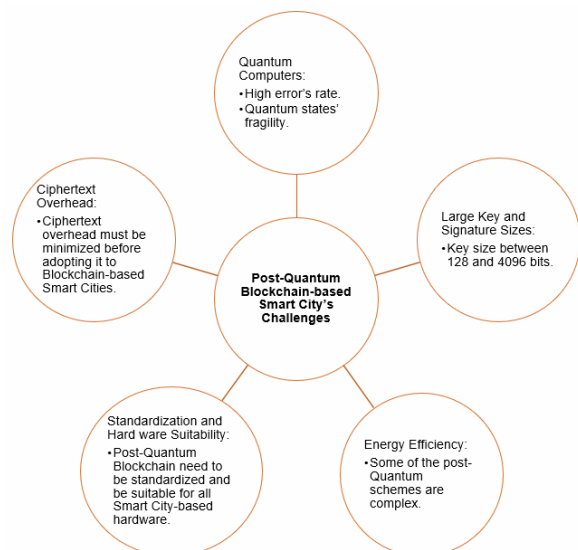 Quantum
Computers:
•High error's rate.
•Quantum states'
fragility.
Ciphertext
Overhead:
•Ciphertext
overhead must be
minimized before
adopting it to
Blockchain-based
Smart Cities.
Large Key and
Signature Sizes:
•Key size between
128 and 4096 bits.
Post-Quantum
Blockchain-based
Smart City's
Challenges
Standardization and
Hard ware Suitability:
•Post-Quantum
Blockchain need to
be standardized and
be suitable for all
Smart City-based
hardware.
Energy Efficiency:
•Some of the post-
Quantum
schemes are
complex.